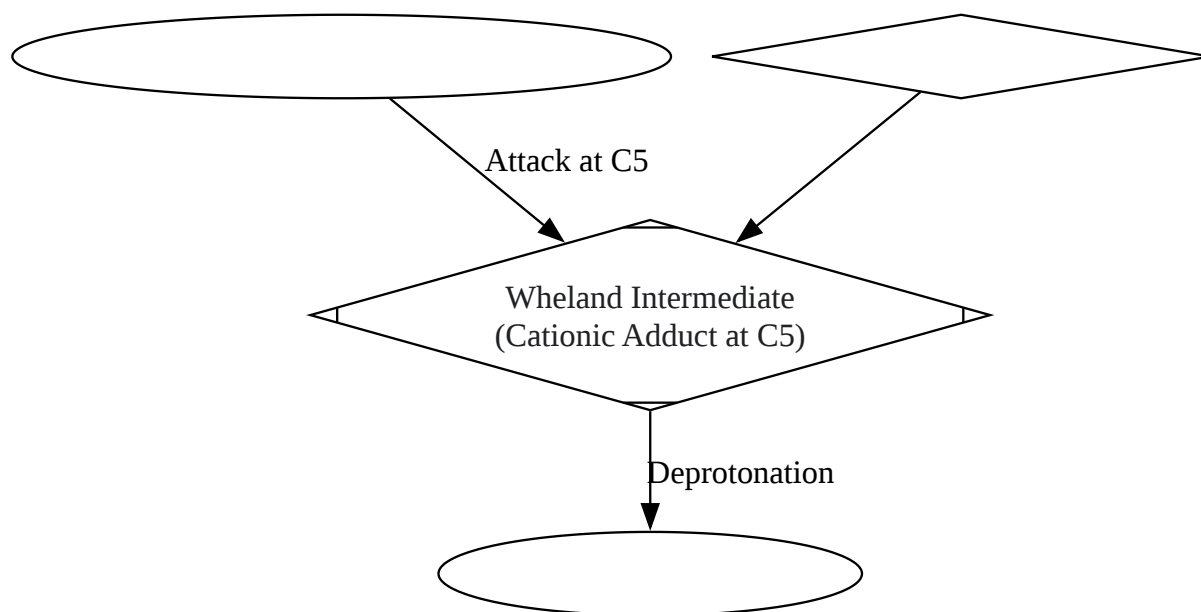 Attack at C5
Wheland Intermediate
(Cationic Adduct at C5)
Deprotonation